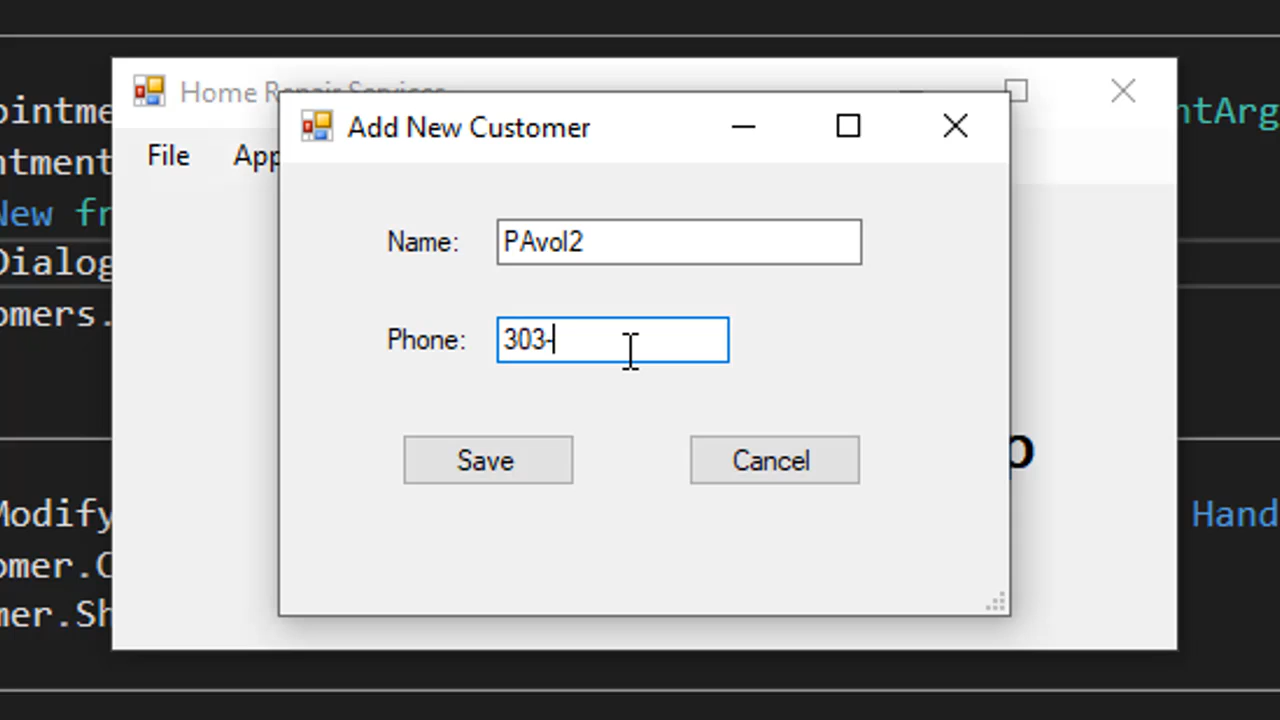 Home Repair Services
Add New Customer
File App
Name: PAvol2
Phone: 303-
Save Cancel
ointme ntArg
ntment
New fr
Dialog
omers.
p
Modify Hand
omer.C
mer.Sh